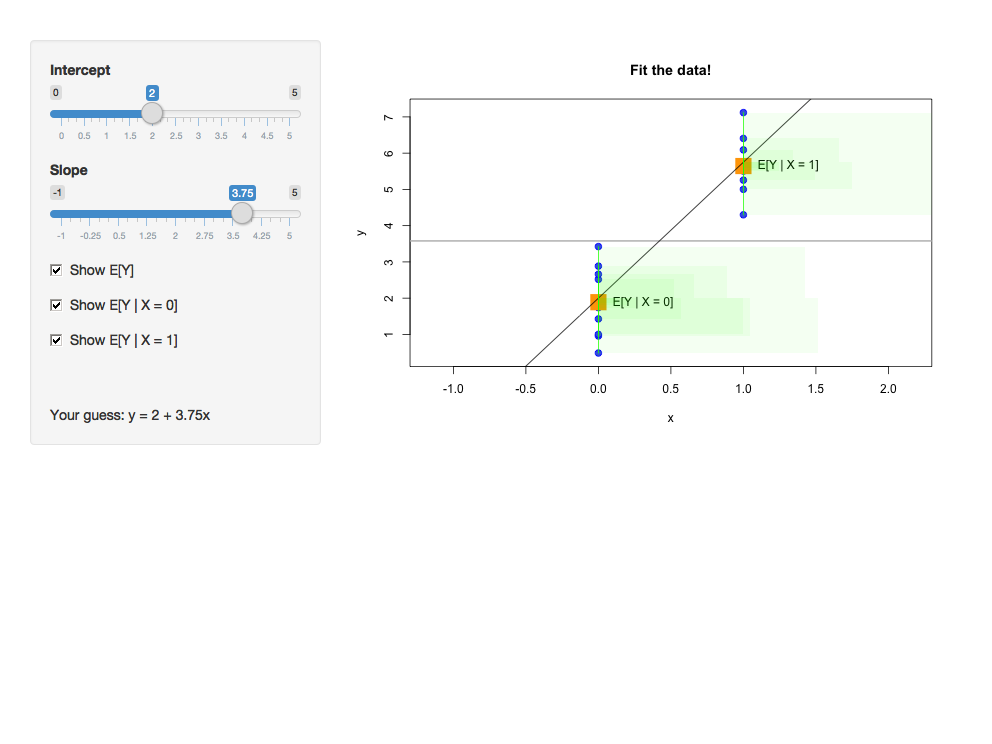 Intercept
0 2 5
0 0.5 1 1.5 2 2.5 3 3.5 4 4.5 5
Slope
-1 3.75 5
-1 -0.25 0.5 1.25 2 2.75 3.5 4.25 5
Show E[Y]
Show E[Y | X = 0]
Show E[Y | X = 1]
Your guess: y = 2 + 3.75x
Fit the data!
7
6
5
4
3
2
1
y
E[Y | X = 1]
E[Y | X = 0]
-1.0 -0.5 0.0 0.5 1.0 1.5 2.0
x